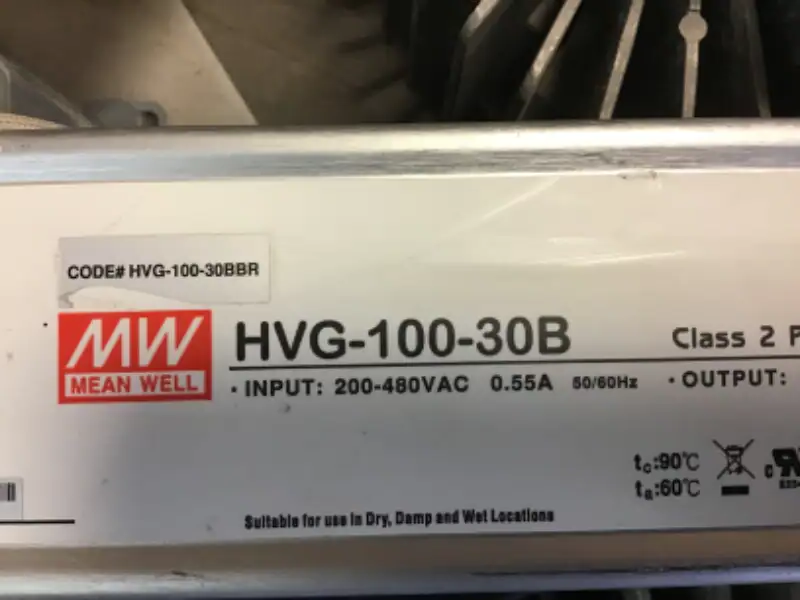 CODE# HVG-100-30BBR
MW
MEAN WELL
HVG-100-30B
Class 2
· INPUT: 200-480VAC 0.55A 50/60Hz · OUTPUT:
tc:90℃
ta:60℃
Suitable for use in Dry, Damp and Wet Locations